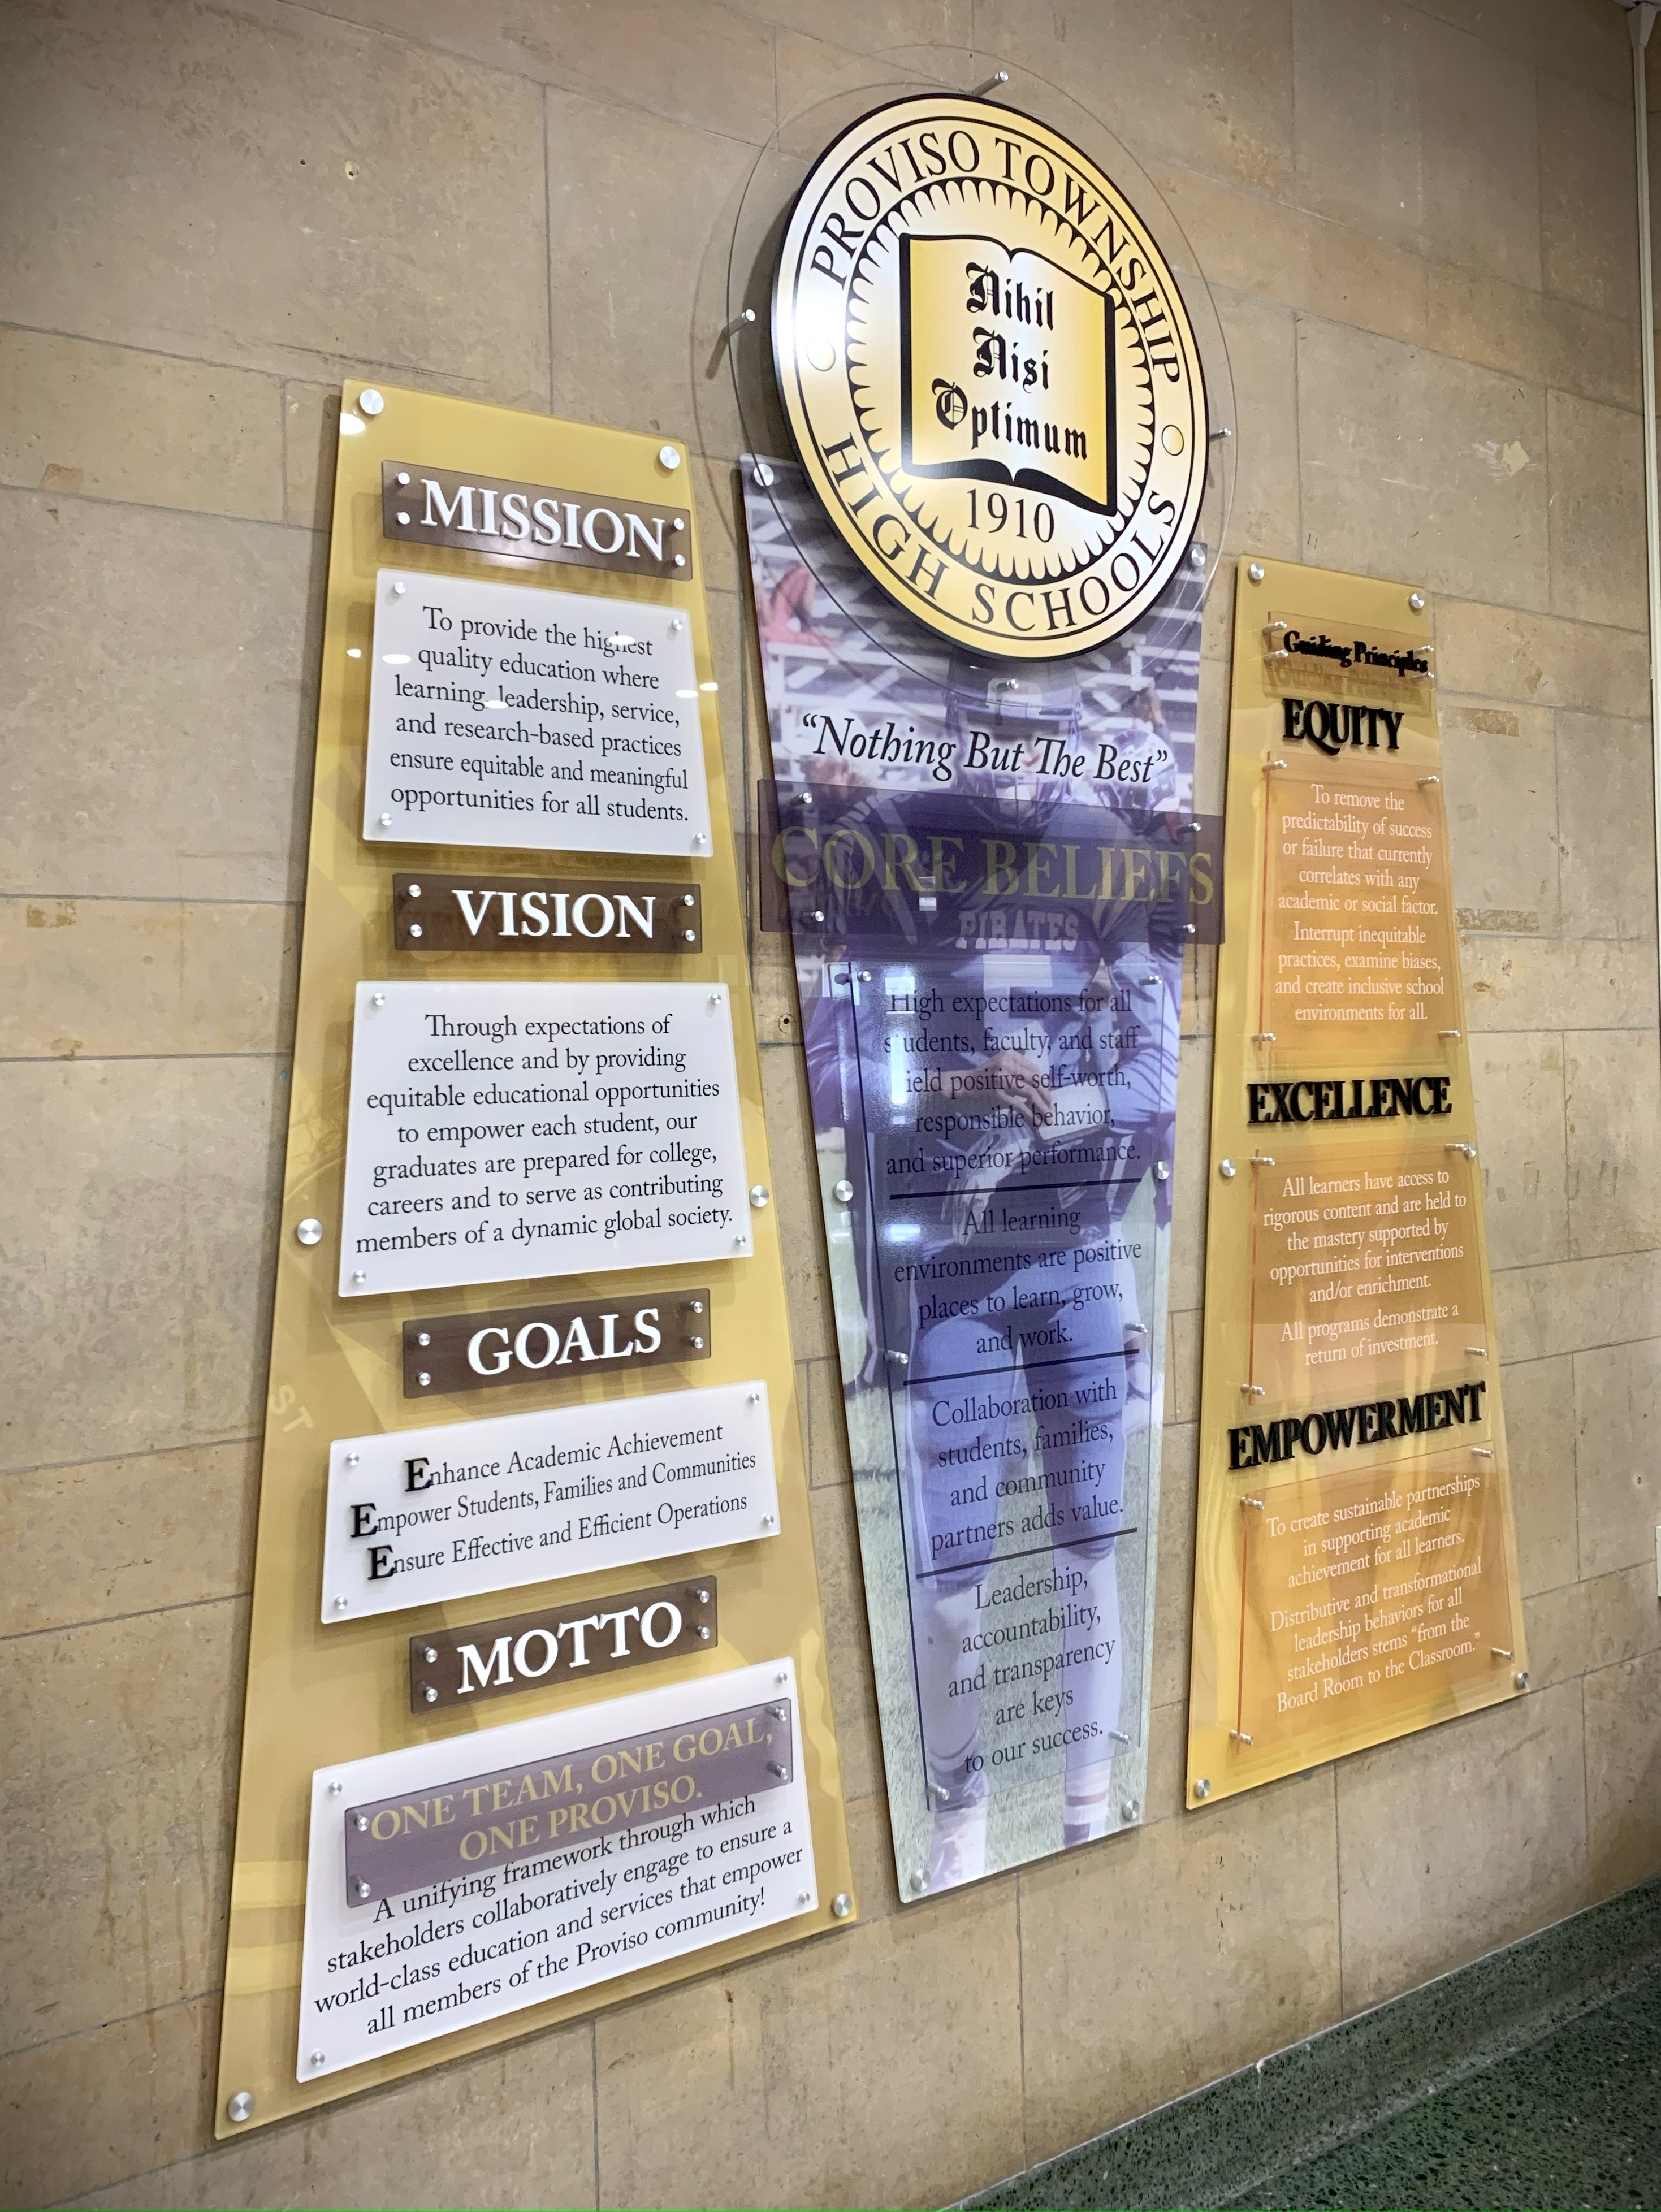 MISSION
To provide the highest
quality education where
learning, leadership, service,
and research-based practices
ensure equitable and meaningful
opportunities for all students.
VISION
Through expectations of
excellence and by providing
equitable educational opportunities
to empower each student, our
graduates are prepared for college,
careers and to serve as contributing
members of a dynamic global society.
GOALS
Enhance Academic Achievement
Empower Students, Families and Communities
Ensure Effective and Efficient Operations
MOTTO
ONE TEAM, ONE GOAL,
ONE PROVISO.
A unifying framework through which
stakeholders collaboratively engage to ensure a
world-class education and services that empower
all members of the Proviso community!
PROVISO TOWNSHIP
HIGH SCHOOLS
Nihil
Nisi
Optimum
1910
“Nothing But The Best”
CORE BELIEFS
PIRATES
High expectations for all
students, faculty, and staff
yield positive self-worth,
responsible behavior,
and superior performance.
All learning
environments are positive
places to learn, grow,
and work.
Collaboration with
students, families,
and community
partners adds value.
Leadership,
accountability,
and transparency
are keys
to our success.
Guiding Principles
EQUITY
To remove the
predictability of success
or failure that currently
correlates with any
academic or social factor.
Interrupt inequitable
practices, examine biases,
and create inclusive school
environments for all.
EXCELLENCE
All learners have access to
rigorous content and are held to
the mastery supported by
opportunities for interventions
and/or enrichment.
All programs demonstrate a
return of investment.
EMPOWERMENT
To create sustainable partnerships
in supporting academic
achievement for all learners.
Distributive and transformational
leadership behaviors for all
stakeholders stems “from the
Board Room to the Classroom.”